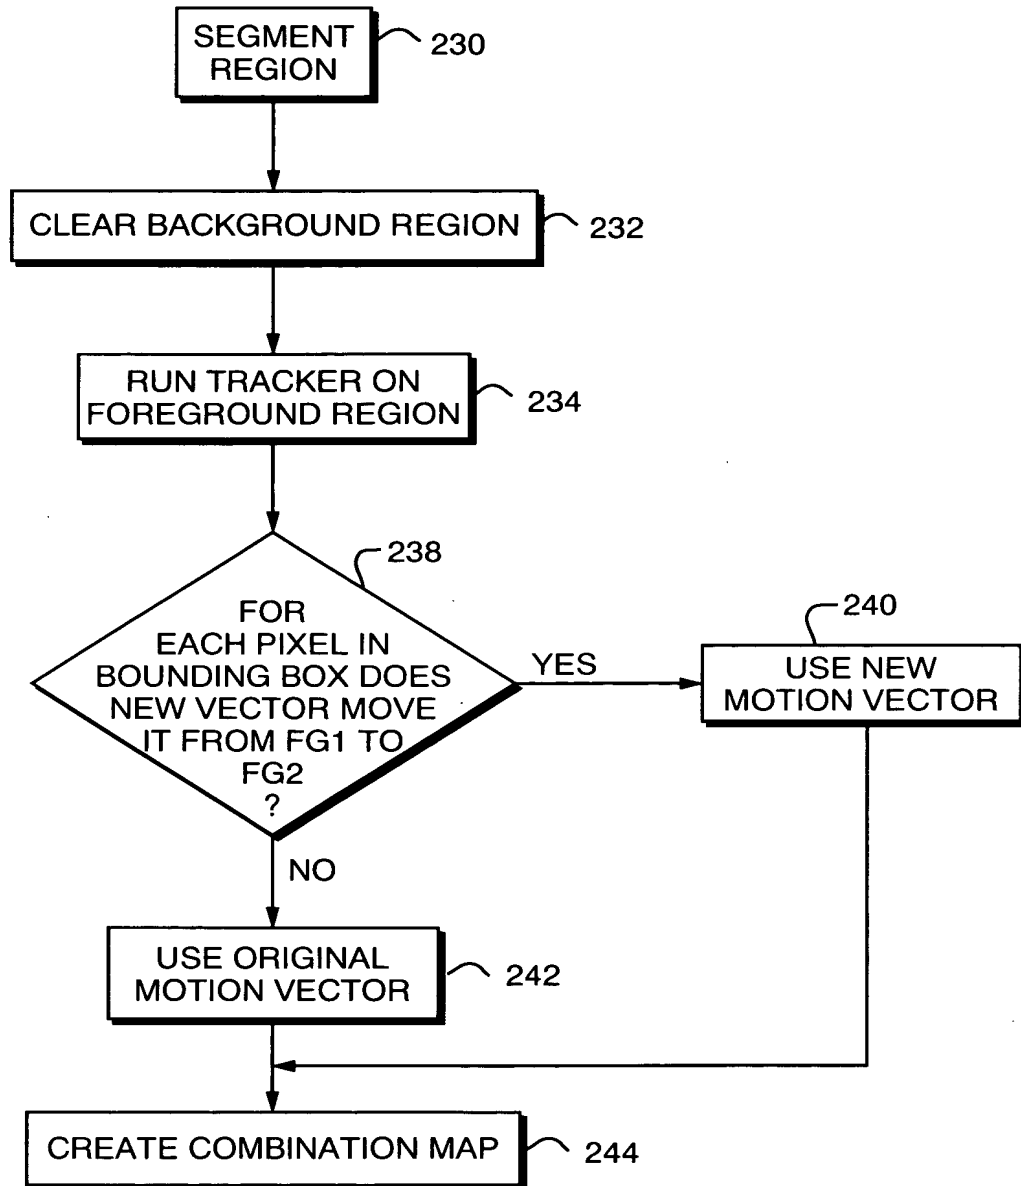 SEGMENT
REGION
230
CLEAR BACKGROUND REGION
232
RUN TRACKER ON
FOREGROUND REGION
234
238
FOR
EACH PIXEL IN
BOUNDING BOX DOES
NEW VECTOR MOVE
IT FROM FG1 TO
FG2
?
YES
240
USE NEW
MOTION VECTOR
NO
USE ORIGINAL
MOTION VECTOR
242
CREATE COMBINATION MAP
244